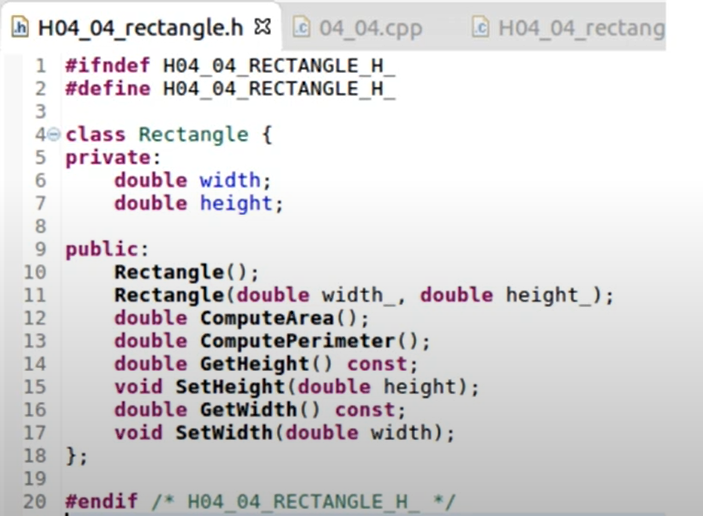 H04_04_rectangle.h 04_04.cpp H04_04_rectang
1 #ifndef H04_04_RECTANGLE_H_
2 #define H04_04_RECTANGLE_H_
3
4 class Rectangle {
5 private:
6     double width;
7     double height;
8
9 public:
10     Rectangle();
11     Rectangle(double width_, double height_);
12     double ComputeArea();
13     double ComputePerimeter();
14     double GetHeight() const;
15     void SetHeight(double height);
16     double GetWidth() const;
17     void SetWidth(double width);
18 };
19
20 #endif /* H04_04_RECTANGLE_H_ */